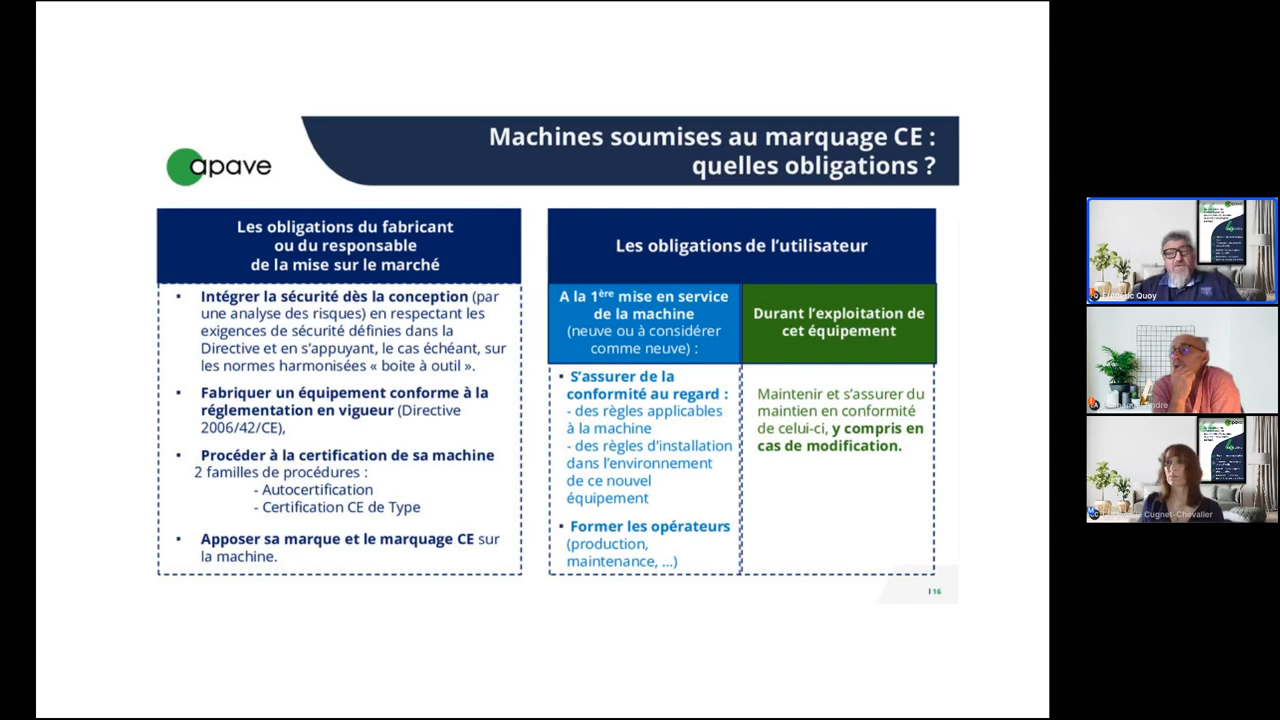 Machines soumises au marquage CE :
quelles obligations ?
apave
Les obligations du fabricant
ou du responsable
de la mise sur le marché
▪ Intégrer la sécurité dès la conception (par
une analyse des risques) en respectant les
exigences de sécurité définies dans la
Directive et en s’appuyant, le cas échéant, sur
les normes harmonisées « boite à outil ».
▪ Fabriquer un équipement conforme à la
réglementation en vigueur (Directive
2006/42/CE),
▪ Procéder à la certification de sa machine
2 familles de procédures :
- Autocertification
- Certification CE de Type
▪ Apposer sa marque et le marquage CE sur
la machine.
Les obligations de l’utilisateur
A la 1ère mise en service
de la machine
(neuve ou à considérer
comme neuve) :
▪ S’assurer de la
conformité au regard :
- des règles applicables
à la machine
- des règles d’installation
dans l’environnement
de ce nouvel
équipement
▪ Former les opérateurs
(production,
maintenance, ...)
Durant l’exploitation de
cet équipement
Maintenir et s’assurer du
maintien en conformité
de celui-ci, y compris en
cas de modification.
I 16
Quoy
Cugnet-Chevalier